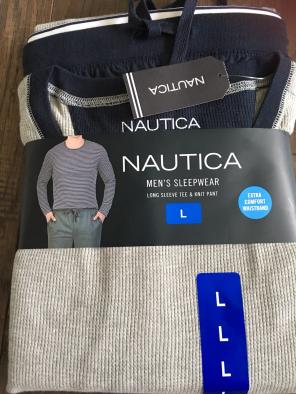 NAUTICA
NAUTICA
NAUTICA
MEN'S SLEEPWEAR
LONG SLEEVE TEE & KNIT PANT
L
EXTRA
COMFORT
WAISTBAND
L
L
L